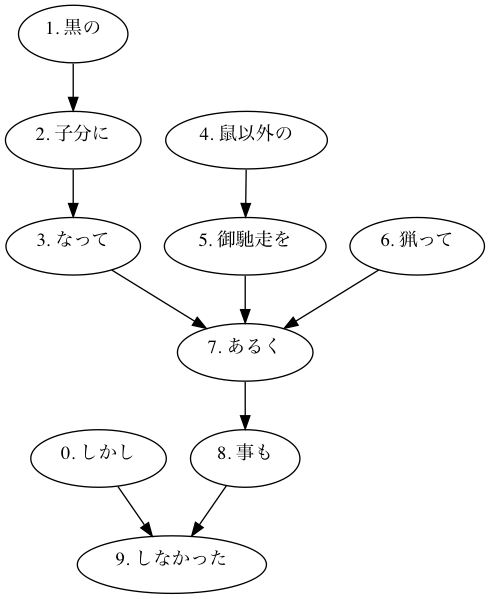 1. 黒の
2. 子分に
4. 鼠以外の
3. なって
5. 御馳走を
6. 猟って
7. あるく
0. しかし
8. 事も
9. しなかった